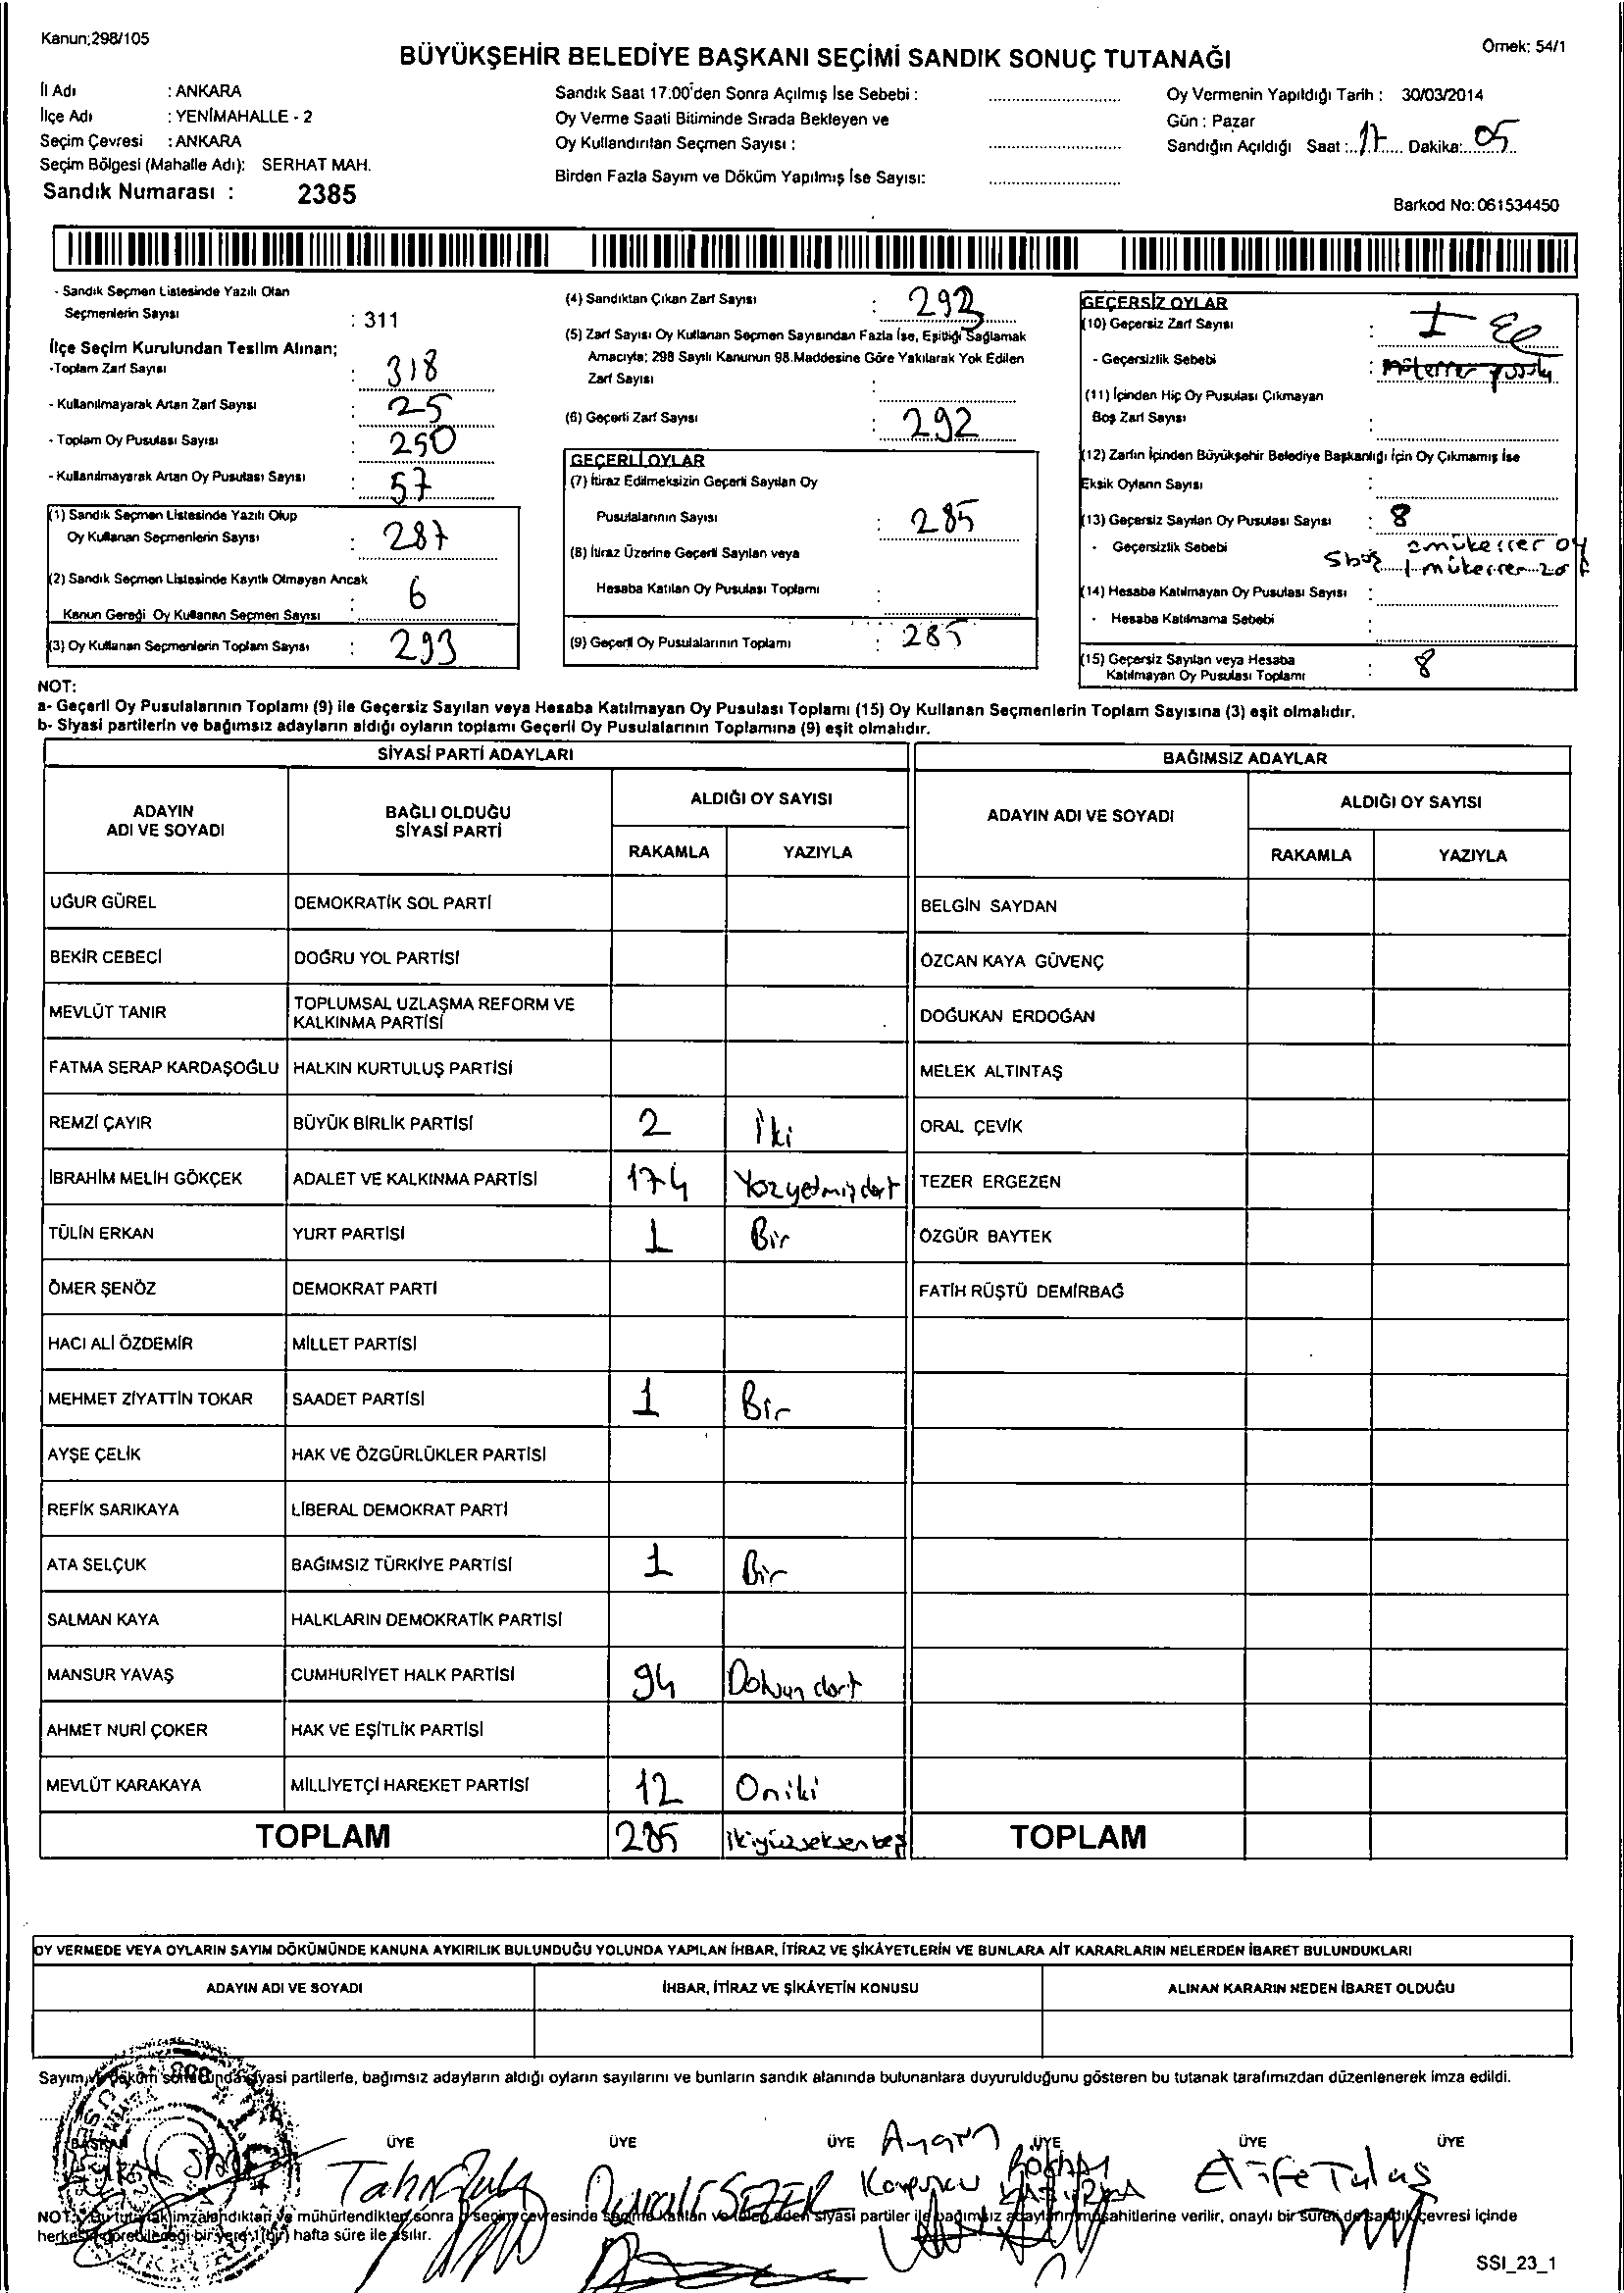 Kanun;298/105
Örnek: 54/1
BÜYÜKŞEHİR BELEDİYE BAŞKANI SEÇİMİ SANDIK SONUÇ TUTANAĞI
İl Adı : ANKARA
İlçe Adı : YENİMAHALLE - 2
Seçim Çevresi : ANKARA
Seçim Bölgesi (Mahalle Adı): SERHAT MAH.
Sandık Numarası : 2385
Sandık Saat 17:00'den Sonra Açılmış İse Sebebi :
Oy Verme Saati Bitiminde Sırada Bekleyen ve
Oy Kullandırılan Seçmen Sayısı :
Birden Fazla Sayım ve Döküm Yapılmış İse Sayısı:
Oy Vermenin Yapıldığı Tarih : 30/03/2014
Gün : Pazar
Sandığın Açıldığı Saat : 17 Dakika: 05
Barkod No: 061534450
- Sandık Seçmen Listesinde Yazılı Olan
Seçmenlerin Sayısı : 311
İlçe Seçim Kurulundan Teslim Alınan;
-Toplam Zarf Sayısı : 318
- Kullanılmayarak Artan Zarf Sayısı : 25
- Toplam Oy Pusulası Sayısı : 250
- Kullanılmayarak Artan Oy Pusulası Sayısı : 57
(1) Sandık Seçmen Listesinde Yazılı Olup
Oy Kullanan Seçmenlerin Sayısı : 287
(2) Sandık Seçmen Listesinde Kayıtlı Olmayan Ancak
Kanun Gereği Oy Kullanan Seçmen Sayısı : 6
(3) Oy Kullanan Seçmenlerin Toplam Sayısı : 293
(4) Sandıktan Çıkan Zarf Sayısı : 293
(5) Zarf Sayısı Oy Kullanan Seçmen Sayısından Fazla İse, Eşitliği Sağlamak
Amacıyla; 298 Sayılı Kanunun 98.Maddesine Göre Yakılarak Yok Edilen
Zarf Sayısı :
(6) Geçerli Zarf Sayısı : 292
GEÇERLİ OYLAR
(7) İtiraz Edilmeksizin Geçerli Sayılan Oy
Pusulalarının Sayısı : 285
(8) İtiraz Üzerine Geçerli Sayılan veya
Hesaba Katılan Oy Pusulası Toplamı :
(9) Geçerli Oy Pusulalarının Toplamı : 285
GEÇERSİZ OYLAR
(10) Geçersiz Zarf Sayısı : I
- Geçersizlik Sebebi :
(11) İçinden Hiç Oy Pusulası Çıkmayan
Boş Zarf Sayısı :
(12) Zarfın İçinden Büyükşehir Belediye Başkanlığı İçin Oy Çıkmamış İse
Eksik Oyların Sayısı :
(13) Geçersiz Sayılan Oy Pusulası Sayısı : 8
- Geçersizlik Sebebi 5 boş 2 mükerrer oy
1 mükerrer zarf
(14) Hesaba Katılmayan Oy Pusulası Sayısı :
- Hesaba Katılmama Sebebi :
(15) Geçersiz Sayılan veya Hesaba
Katılmayan Oy Pusulası Toplamı : 8
NOT:
a- Geçerli Oy Pusulalarının Toplamı (9) ile Geçersiz Sayılan veya Hesaba Katılmayan Oy Pusulası Toplamı (15) Oy Kullanan Seçmenlerin Toplam Sayısına (3) eşit olmalıdır.
b- Siyasi partilerin ve bağımsız adayların aldığı oyların toplamı Geçerli Oy Pusulalarının Toplamına (9) eşit olmalıdır.
SİYASİ PARTİ ADAYLARI
BAĞIMSIZ ADAYLAR
ADAYIN ADI VE SOYADI
BAĞLI OLDUĞU SİYASİ PARTİ
ALDIĞI OY SAYISI
RAKAMLA YAZIYLA
ADAYIN ADI VE SOYADI
ALDIĞI OY SAYISI
RAKAMLA YAZIYLA
UĞUR GÜREL DEMOKRATİK SOL PARTİ BELGİN SAYDAN
BEKİR CEBECİ DOĞRU YOL PARTİSİ ÖZCAN KAYA GÜVENÇ
MEVLÜT TANIR TOPLUMSAL UZLAŞMA REFORM VE KALKINMA PARTİSİ DOĞUKAN ERDOĞAN
FATMA SERAP KARDAŞOĞLU HALKIN KURTULUŞ PARTİSİ MELEK ALTINTAŞ
REMZİ ÇAYIR BÜYÜK BİRLİK PARTİSİ 2 İki ORAL ÇEVİK
İBRAHİM MELİH GÖKÇEK ADALET VE KALKINMA PARTİSİ 174 Yüzyetmişdört TEZER ERGEZEN
TÜLİN ERKAN YURT PARTİSİ 1 Bir ÖZGÜR BAYTEK
ÖMER ŞENÖZ DEMOKRAT PARTİ FATİH RÜŞTÜ DEMİRBAĞ
HACI ALİ ÖZDEMİR MİLLET PARTİSİ
MEHMET ZİYATTİN TOKAR SAADET PARTİSİ 1 Bir
AYŞE ÇELİK HAK VE ÖZGÜRLÜKLER PARTİSİ
REFİK SARIKAYA LİBERAL DEMOKRAT PARTİ
ATA SELÇUK BAĞIMSIZ TÜRKİYE PARTİSİ 1 Bir
SALMAN KAYA HALKLARIN DEMOKRATİK PARTİSİ
MANSUR YAVAŞ CUMHURİYET HALK PARTİSİ 94 Doksan dört
AHMET NURİ ÇOKER HAK VE EŞİTLİK PARTİSİ
MEVLÜT KARAKAYA MİLLİYETÇİ HAREKET PARTİSİ 12 Oniki
TOPLAM 285 ikiyüzseksenbeş TOPLAM
OY VERMEDE VEYA OYLARIN SAYIM DÖKÜMÜNDE KANUNA AYKIRILIK BULUNDUĞU YOLUNDA YAPILAN İHBAR, İTİRAZ VE ŞİKÂYETLERİN VE BUNLARA AİT KARARLARIN NELERDEN İBARET BULUNDUKLARI
ADAYIN ADI VE SOYADI İHBAR, İTİRAZ VE ŞİKÂYETİN KONUSU ALINAN KARARIN NEDEN İBARET OLDUĞU
Sayım ve döküm sonucunda siyasi partilerle, bağımsız adayların aldığı oyların sayılarını ve bunların sandık alanında bulunanlara duyurulduğunu gösteren bu tutanak tarafımızdan düzenlenerek imza edildi.
BAŞKAN ÜYE ÜYE ÜYE ÜYE ÜYE ÜYE
SEZER Elife Tulaş
NOT: Bu tutanak imzalandıktan ve mühürlendikten sonra seçim çevresinde seçime katılan ve talep eden siyasi partiler ile bağımsız adayların müşahitlerine verilir, onaylı bir sureti de sandık çevresi içinde
herkesin görebileceği bir yere 1 (bir) hafta süre ile asılır.
SSI_23_1